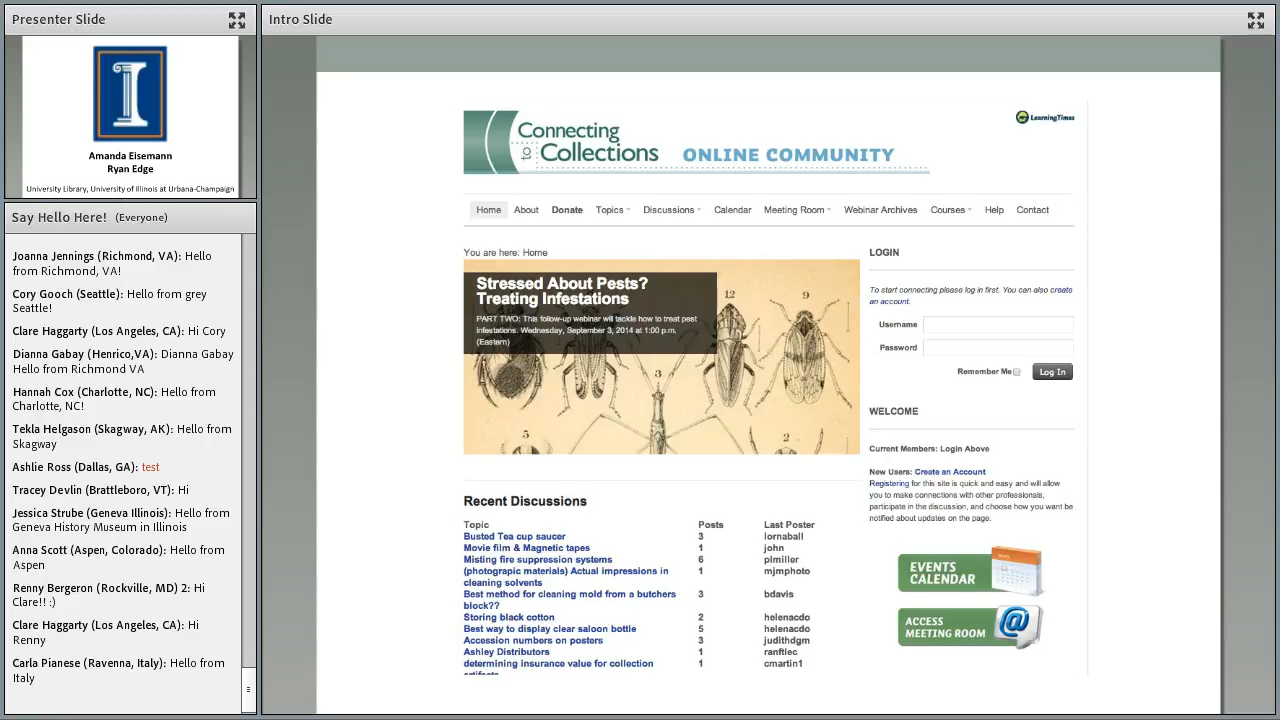 Presenter Slide
Amanda Eisemann
Ryan Edge
University Library, University of Illinois at Urbana-Champaign
Say Hello Here! (Everyone)
Joanna Jennings (Richmond, VA): Hello
from Richmond, VA!
Cory Gooch (Seattle): Hello from grey
Seattle!
Clare Haggarty (Los Angeles, CA): Hi Cory
Dianna Gabay (Henrico,VA): Dianna Gabay
Hello from Richmond VA
Hannah Cox (Charlotte, NC): Hello from
Charlotte, NC!
Tekla Helgason (Skagway, AK): Hello from
Skagway
Ashlie Ross (Dallas, GA): test
Tracey Devlin (Brattleboro, VT): Hi
Jessica Strube (Geneva Illinois): Hello from
Geneva History Museum in Illinois
Anna Scott (Aspen, Colorado): Hello from
Aspen
Renny Bergeron (Rockville, MD) 2: Hi
Clare!! :)
Clare Haggarty (Los Angeles, CA): Hi
Renny
Carla Pianese (Ravenna, Italy): Hello from
Italy
Intro Slide
Connecting
to Collections ONLINE COMMUNITY
LearningTimes
Home About Donate Topics Discussions Calendar Meeting Room Webinar Archives Courses Help Contact
You are here: Home
Stressed About Pests?
Treating Infestations
PART TWO: This follow-up webinar will tackle how to treat pest
infestations. Wednesday, September 3, 2014 at 1:00 p.m.
(Eastern)
12
9
3
5
2
Recent Discussions
Topic Posts Last Poster
Busted Tea cup saucer 3 lornaball
Movie film & Magnetic tapes 1 john
Misting fire suppression systems 6 plmiller
(photograpic materials) Actual impressions in 1 mjmphoto
cleaning solvents
Best method for cleaning mold from a butchers 3 bdavis
block??
Storing black cotton 2 helenacdo
Best way to display clear saloon bottle 5 helenacdo
Accession numbers on posters 3 judithdgm
Ashley Distributors 1 ranftlec
determining insurance value for collection 1 cmartin1
artifacts
LOGIN
To start connecting please log in first. You can also create
an account.
Username
Password
Remember Me Log In
WELCOME
Current Members: Login Above
New Users: Create an Account
Registering for this site is quick and easy and will allow
you to make connections with other professionals,
participate in the discussion, and choose how you want be
notified about updates on the page.
EVENTS
CALENDAR
ACCESS
MEETING ROOM
@